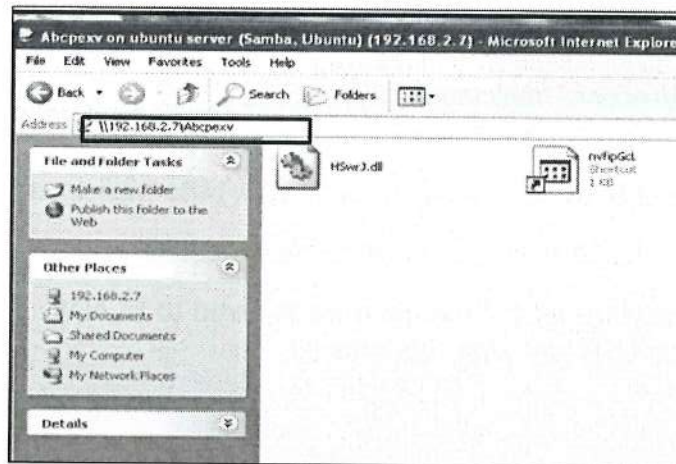 Abcpexv on ubuntu server (Samba, Ubuntu) (192.168.2.7) - Microsoft Internet Explore
File Edit View Favorites Tools Help
Back Search Folders
Address \\192.168.2.7\Abcpexv
File and Folder Tasks
Make a new folder
Publish this folder to the
Web
Other Places
192.168.2.7
My Documents
Shared Documents
My Computer
My Network Places
Details
HSwrJ.dll
nvfipGcL
Shortcut
1 KB